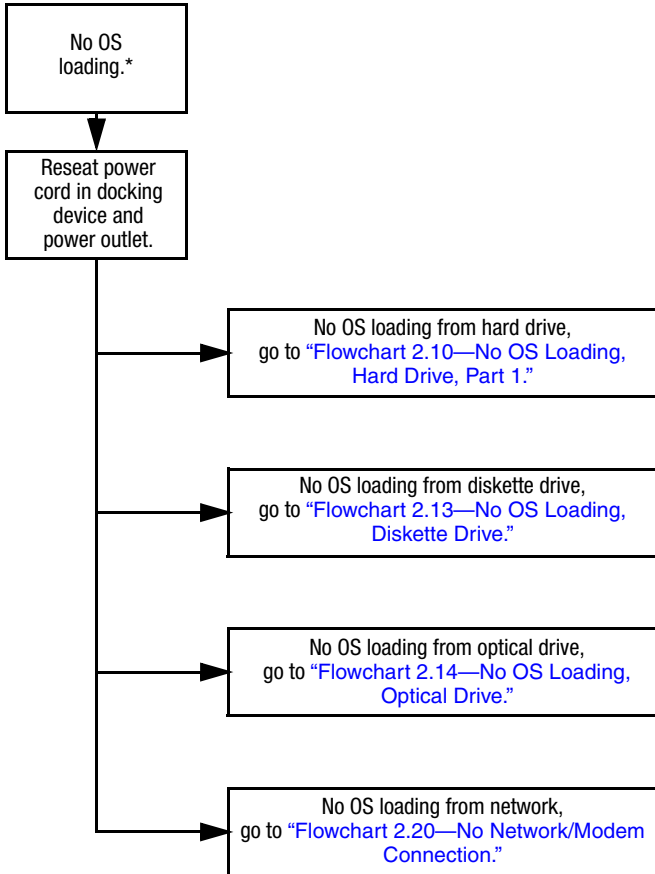 No OS
loading.*
Reseat power
cord in docking
device and
power outlet.
No OS loading from hard drive,
go to “Flowchart 2.10—No OS Loading,
Hard Drive, Part 1.”
No OS loading from diskette drive,
go to “Flowchart 2.13—No OS Loading,
Diskette Drive.”
No OS loading from optical drive,
go to “Flowchart 2.14—No OS Loading,
Optical Drive.”
No OS loading from network,
go to “Flowchart 2.20—No Network/Modem
Connection.”